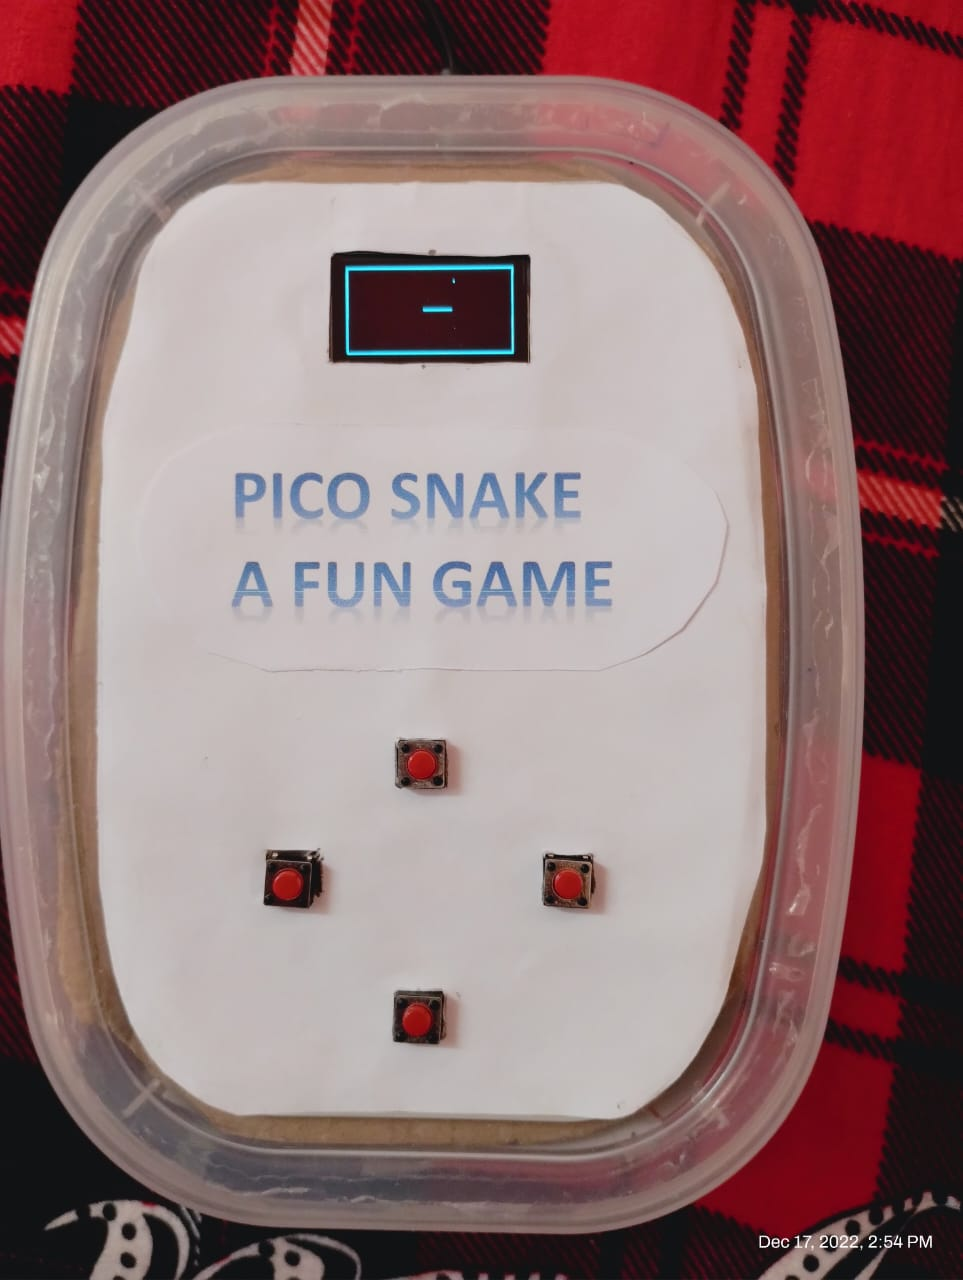 PICO SNAKE
A FUN GAME
Dec 17, 2022, 2:54 PM